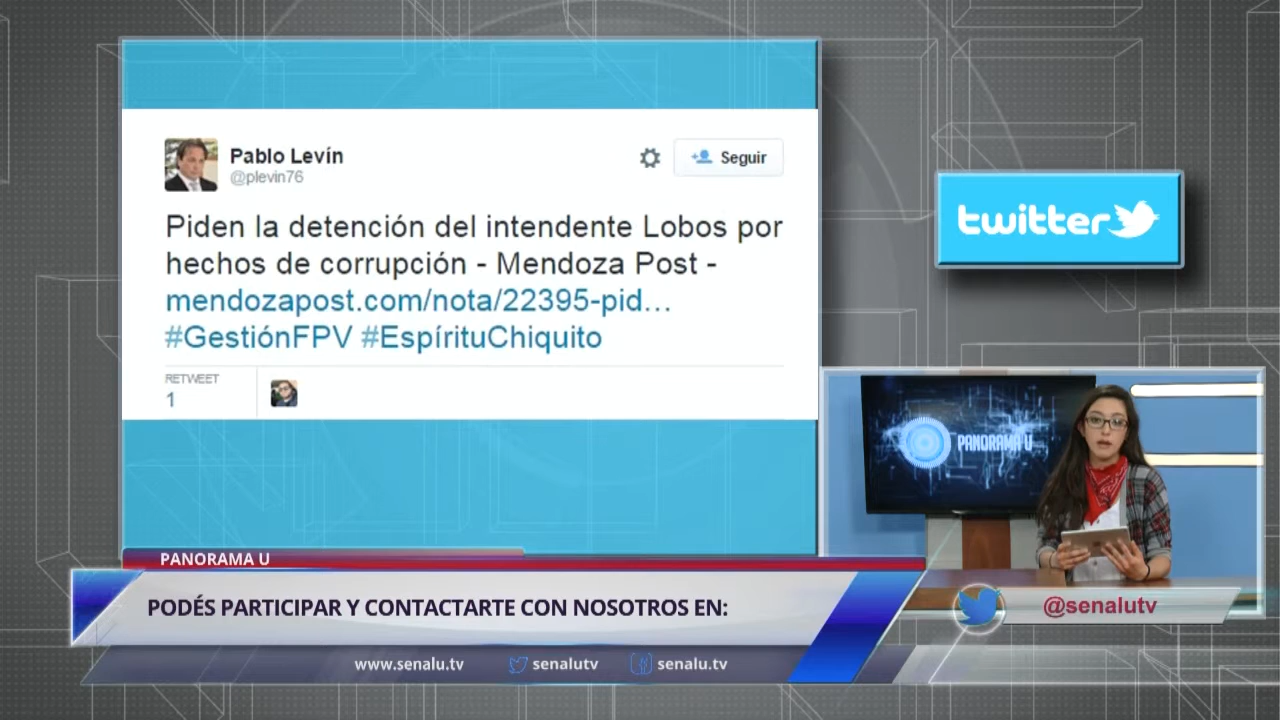 Pablo Levín
@plevin76
Seguir
Piden la detención del intendente Lobos por
hechos de corrupción - Mendoza Post -
mendozapost.com/nota/22395-pid...
#GestiónFPV #EspírituChiquito
RETWEET
1
twitter
PANORAMA U
PANORAMA U
PODÉS PARTICIPAR Y CONTACTARTE CON NOSOTROS EN:
@senalutv
www.senalu.tv senalutv senalu.tv